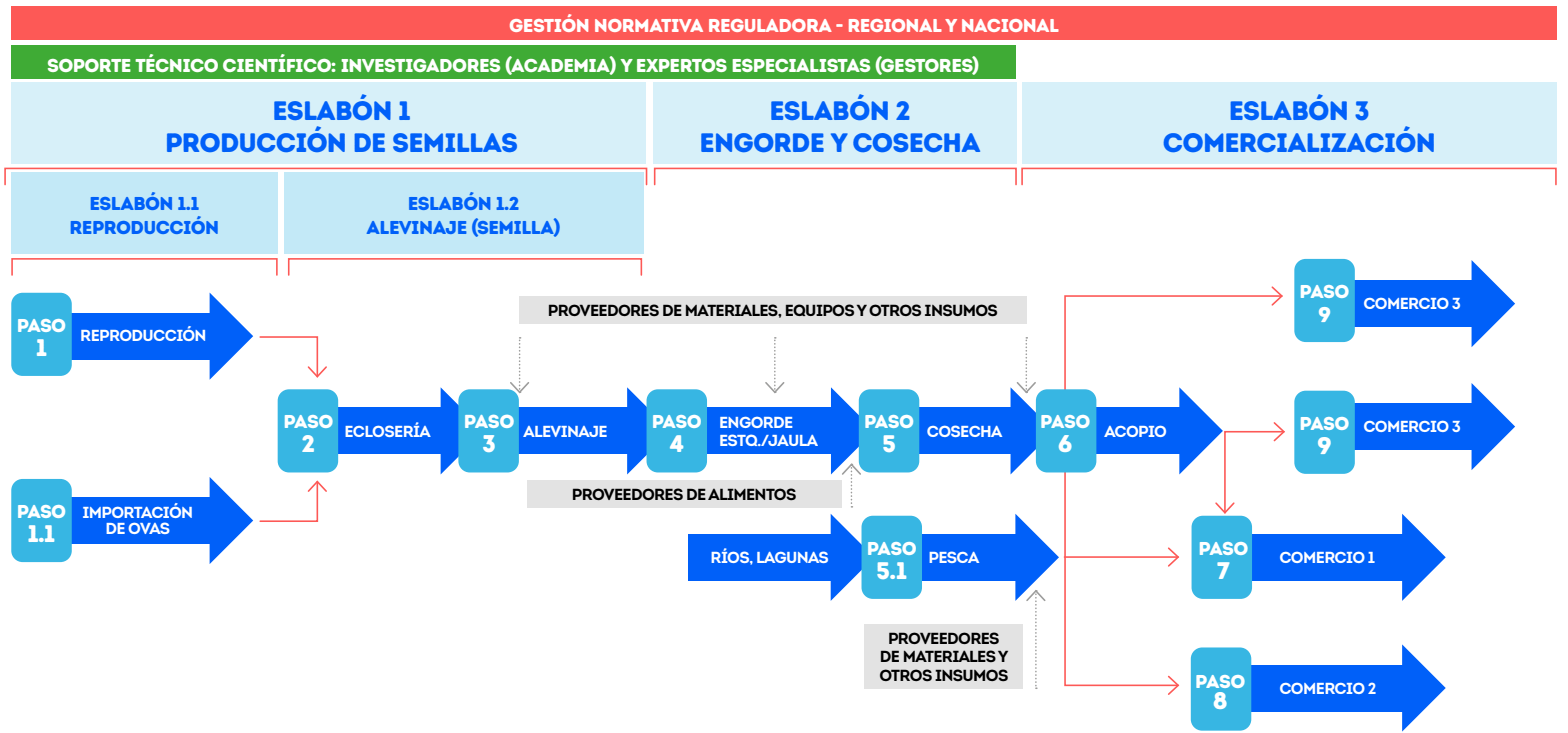 GESTIÓN NORMATIVA REGULADORA - REGIONAL Y NACIONAL
SOPORTE TÉCNICO CIENTÍFICO: INVESTIGADORES (ACADEMIA) Y EXPERTOS ESPECIALISTAS (GESTORES)
ESLABÓN 1
PRODUCCIÓN DE SEMILLAS
ESLABÓN 2
ENGORDE Y COSECHA
ESLABÓN 3
COMERCIALIZACIÓN
ESLABÓN 1.1
REPRODUCCIÓN
ESLABÓN 1.2
ALEVINAJE (SEMILLA)
PASO
1
REPRODUCCIÓN
PROVEEDORES DE MATERIALES, EQUIPOS Y OTROS INSUMOS
PASO
9
COMERCIO 3
PASO
2
ECLOSERÍA
PASO
3
ALEVINAJE
PASO
4
ENGORDE
ESTQ./JAULA
PASO
5
COSECHA
PASO
6
ACOPIO
PASO
9
COMERCIO 3
PROVEEDORES DE ALIMENTOS
PASO
1.1
IMPORTACIÓN
DE OVAS
RÍOS, LAGUNAS
PASO
5.1
PESCA
PASO
7
COMERCIO 1
PROVEEDORES
DE MATERIALES Y
OTROS INSUMOS
PASO
8
COMERCIO 2